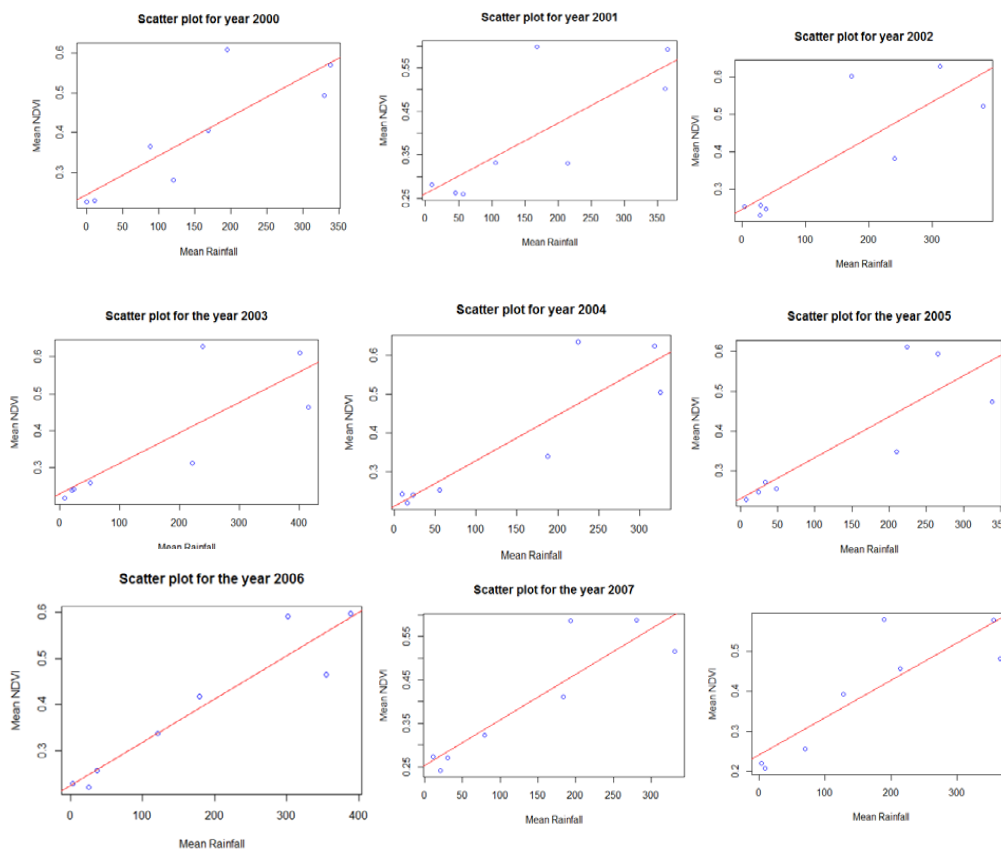 Scatter plot for year 2000
Mean NDVI
0.6
0.5
0.4
0.3
0 50 100 150 200 250 300 350
Mean Rainfall
Scatter plot for year 2001
Mean NDVI
0.55
0.45
0.35
0.25
0 50 100 150 200 250 300 350
Mean Rainfall
Scatter plot for year 2002
Mean NDVI
0.6
0.5
0.4
0.3
0 100 200 300
Mean Rainfall
Scatter plot for the year 2003
Mean NDVI
0.6
0.5
0.4
0.3
0 100 200 300 400
Mean Rainfall
Scatter plot for year 2004
Mean NDVI
0.6
0.5
0.4
0.3
0 50 100 150 200 250 300
Mean Rainfall
Scatter plot for the year 2005
Mean NDVI
0.6
0.5
0.4
0.3
0 50 100 150 200 250 300 35
Mean Rainfall
Scatter plot for the year 2006
Mean NDVI
0.6
0.5
0.4
0.3
0 100 200 300 400
Mean Rainfall
Scatter plot for the year 2007
Mean NDVI
0.55
0.45
0.35
0.25
0 50 100 150 200 250 300
Mean Rainfall
Mean NDVI
0.5
0.4
0.3
0.2
0 100 200 300
Mean Rainfall